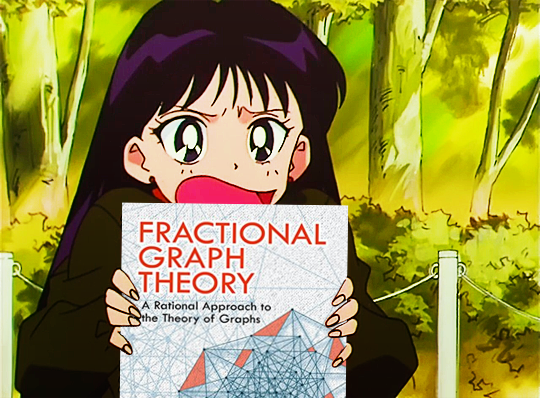 FRACTIONAL
GRAPH
THEORY
A Rational Approach to
the Theory of Graphs